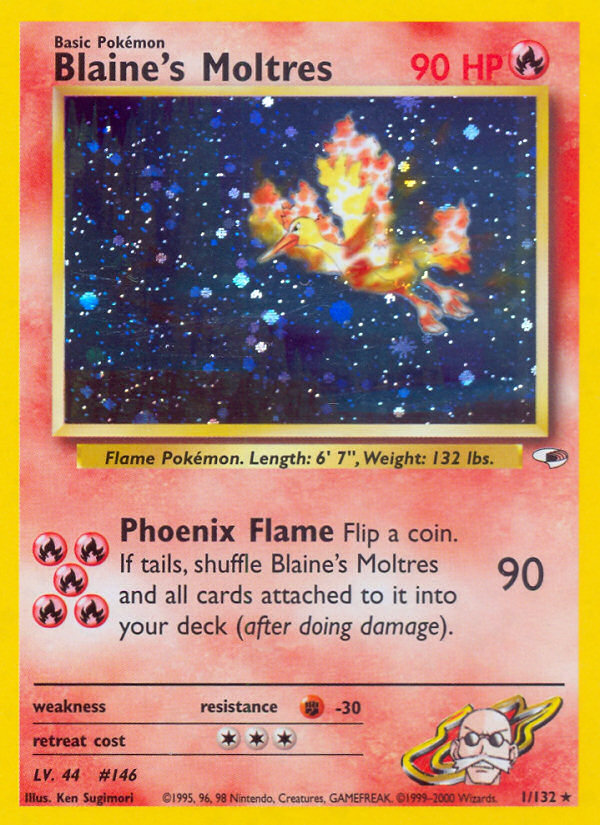 Basic Pokémon
Blaine's Moltres 90 HP
Flame Pokémon. Length: 6' 7", Weight: 132 lbs.
Phoenix Flame Flip a coin.
If tails, shuffle Blaine's Moltres
and all cards attached to it into
your deck (after doing damage).
90
weakness resistance -30
retreat cost
LV. 44 #146
Illus. Ken Sugimori ©1995, 96, 98 Nintendo, Creatures, GAMEFREAK. ©1999-2000 Wizards. 1/132 ★